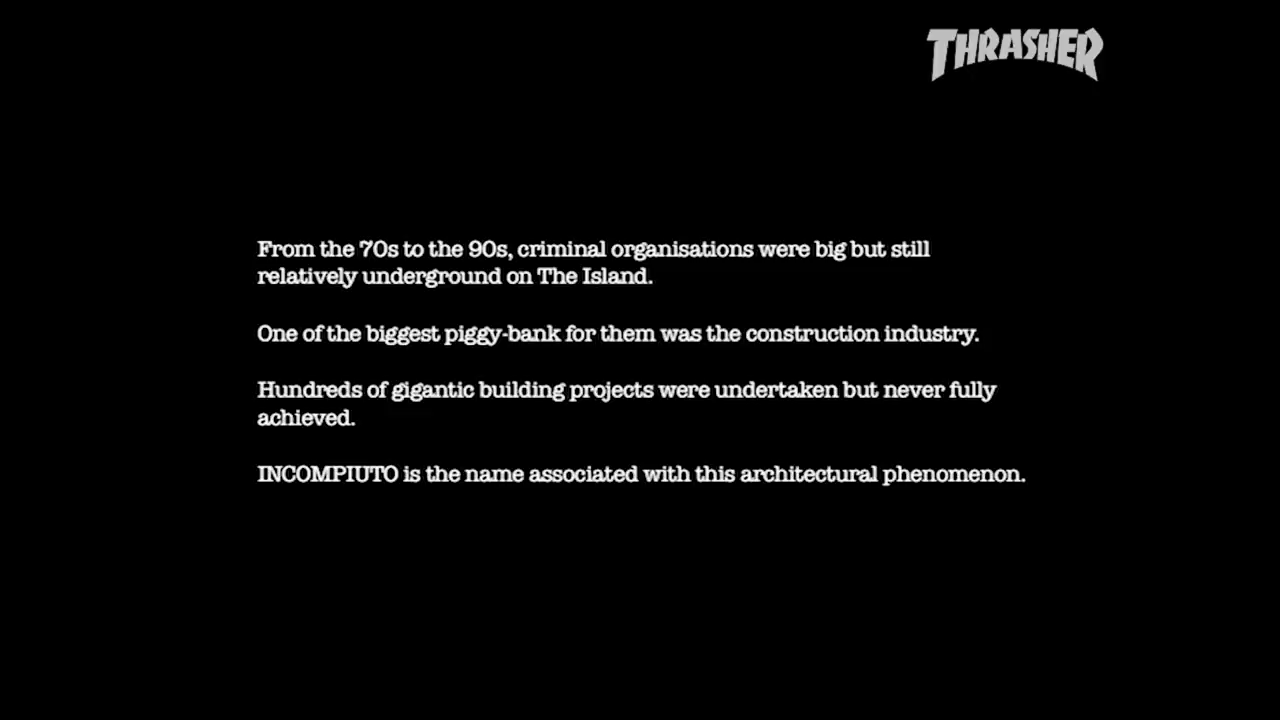 THRASHER
From the 70s to the 90s, criminal organisations were big but still
relatively underground on The Island.
One of the biggest piggy-bank for them was the construction industry.
Hundreds of gigantic building projects were undertaken but never fully
achieved.
INCOMPIUTO is the name associated with this architectural phenomenon.